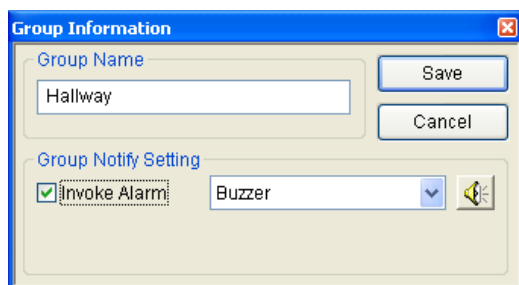 Group Information
Group Name
Save
Hallway
Cancel
Group Notify Setting
Invoke Alarm
Buzzer